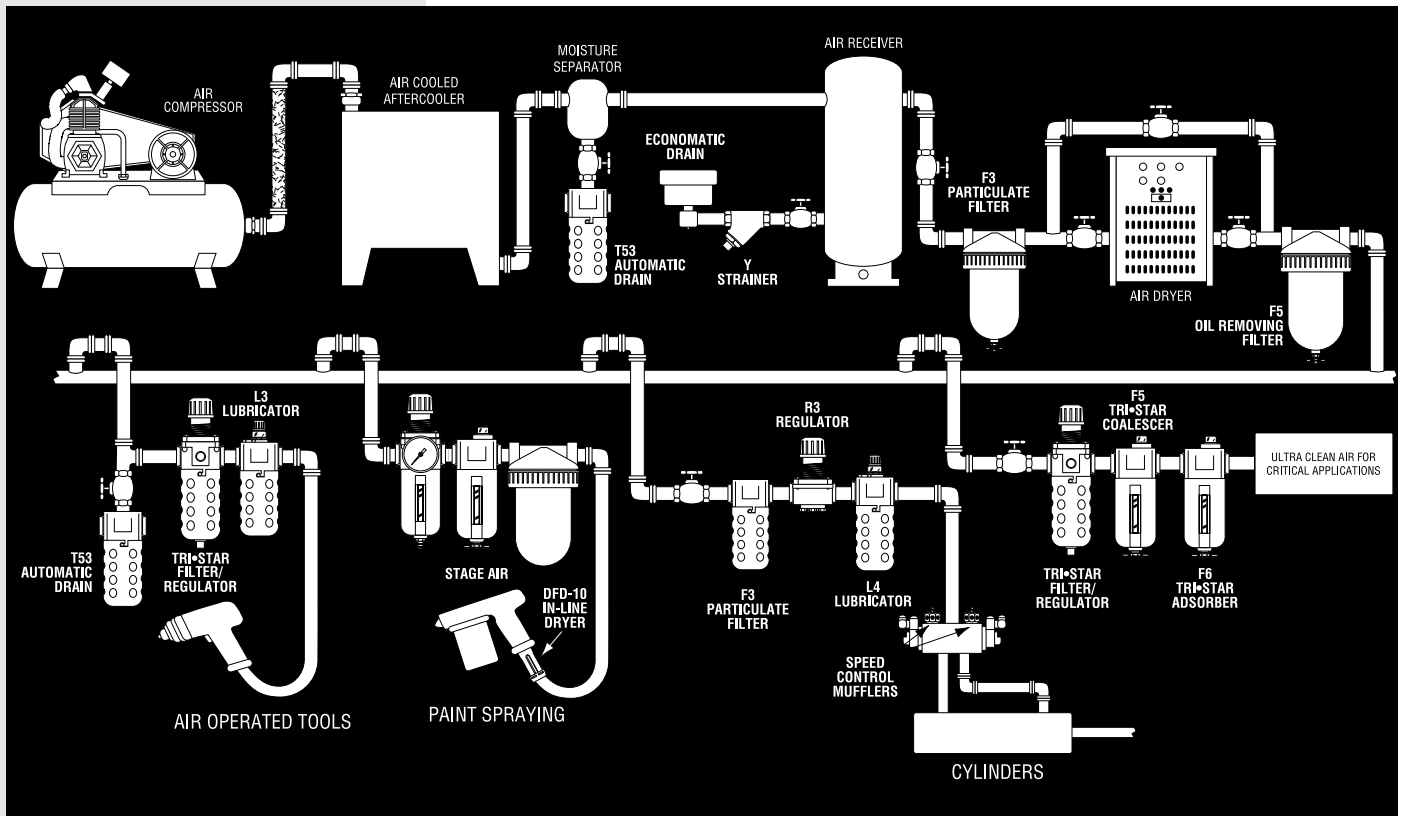 AIR
COMPRESSOR
AIR COOLED
AFTERCOOLER
MOISTURE
SEPARATOR
AIR RECEIVER
ECONOMATIC
DRAIN
T53
AUTOMATIC
DRAIN
Y
STRAINER
F3
PARTICULATE
FILTER
AIR DRYER
F5
OIL REMOVING
FILTER
L3
LUBRICATOR
T53
AUTOMATIC
DRAIN
TRI•STAR
FILTER/
REGULATOR
AIR OPERATED TOOLS
STAGE AIR
DFD-10
IN-LINE
DRYER
PAINT SPRAYING
R3
REGULATOR
F3
PARTICULATE
FILTER
L4
LUBRICATOR
SPEED
CONTROL
MUFFLERS
CYLINDERS
F5
TRI•STAR
COALESCER
TRI•STAR
FILTER/
REGULATOR
F6
TRI•STAR
ADSORBER
ULTRA CLEAN AIR FOR
CRITICAL APPLICATIONS